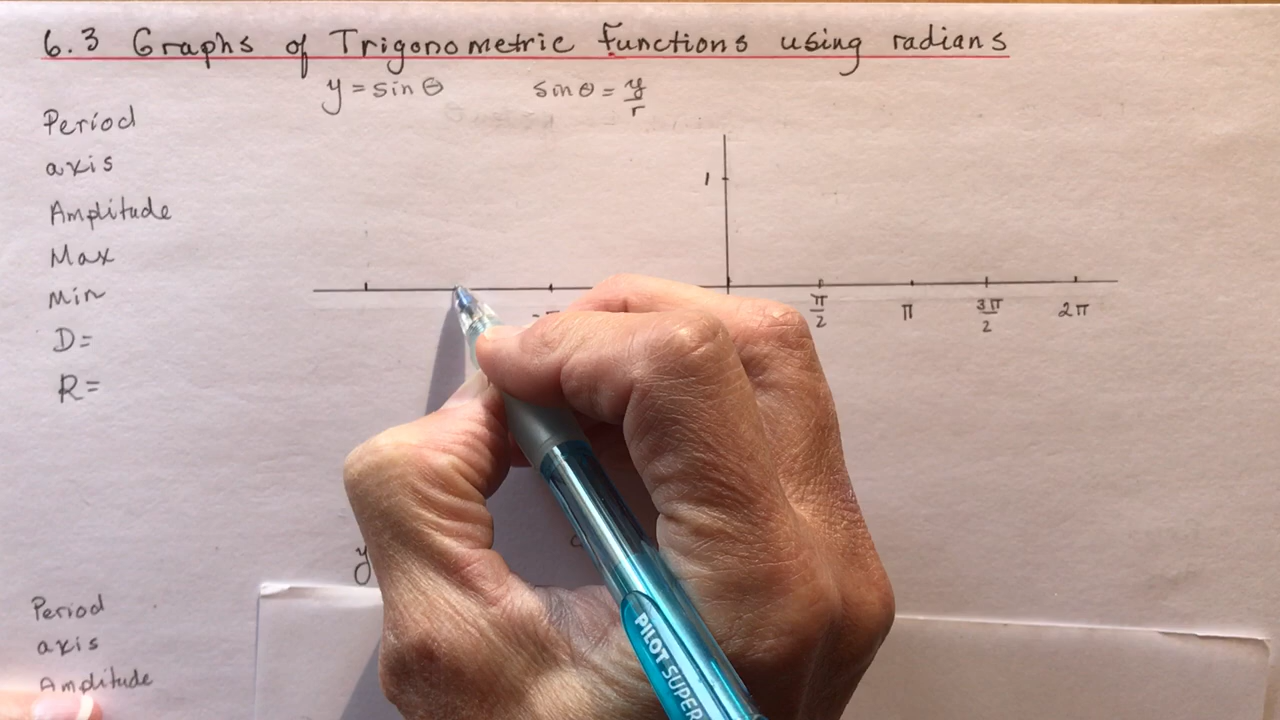 6.3 Graphs of Trigonometric functions using radians
y = sin θ sin θ = y/r
Period
axis
Amplitude
Max
Min
D=
R=
1
π/2 π 3π/2 2π
y
Period
axis
Amplitude
PILOT SUPER